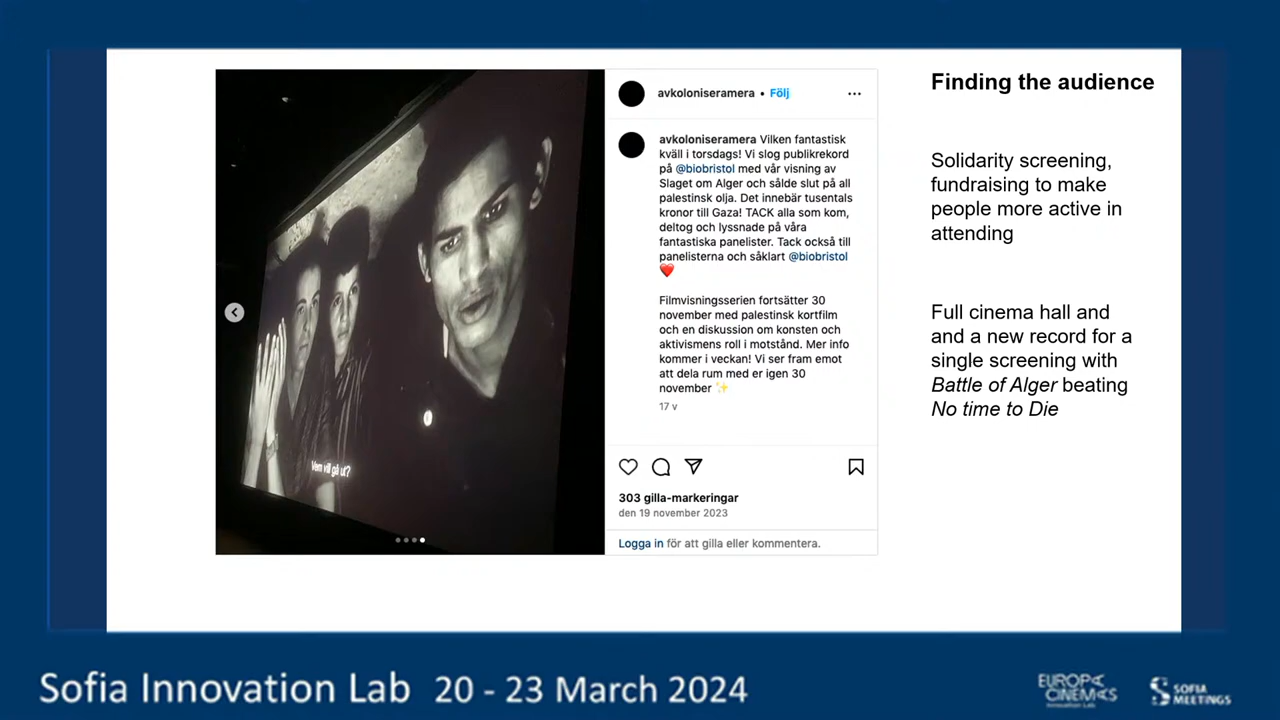 Finding the audience
avkoloniseramera • Följ
avkoloniseramera Vilken fantastisk
kväll i torsdags! Vi slog publikrekord
på @biobristol med vår visning av
Slaget om Alger och sålde slut på all
palestinsk olja. Det innebär tusentals
kronor till Gaza! TACK alla som kom,
deltog och lyssnade på våra
fantastiska panelister. Tack också till
panelisterna och såklart @biobristol
❤️
Filmvisningsserien fortsätter 30
november med palestinsk kortfilm
och en diskussion om konsten och
aktivismens roll i motstånd. Mer info
kommer i veckan! Vi ser fram emot
att dela rum med er igen 30
november ✨
17 v
303 gilla-markeringar
den 19 november 2023
Logga in för att gilla eller kommentera.
Vem vill gå ut?
Solidarity screening,
fundraising to make
people more active in
attending
Full cinema hall and
and a new record for a
single screening with
Battle of Alger beating
No time to Die
Sofia Innovation Lab 20 - 23 March 2024
EUROPA
CINEMAS
Innovation Lab
SOFIA
MEETINGS